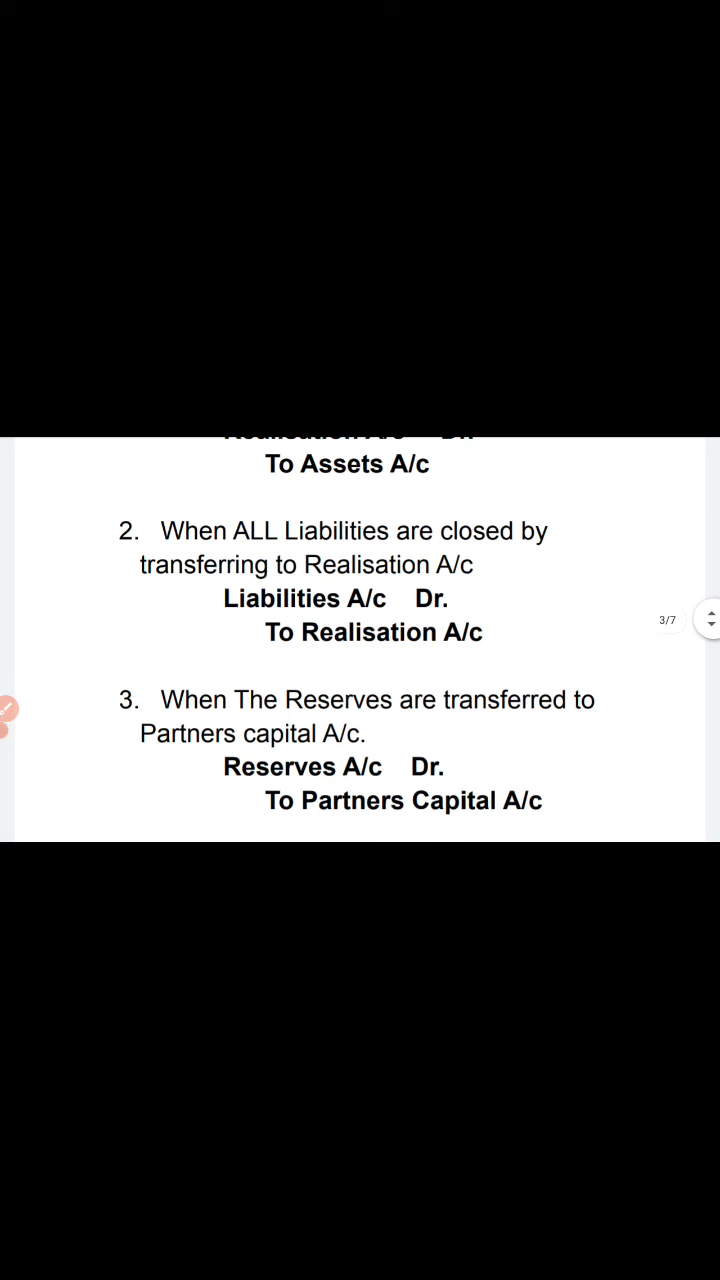 To Assets A/c
2. When ALL Liabilities are closed by
transferring to Realisation A/c
Liabilities A/c Dr.
To Realisation A/c
3/7
3. When The Reserves are transferred to
Partners capital A/c.
Reserves A/c Dr.
To Partners Capital A/c